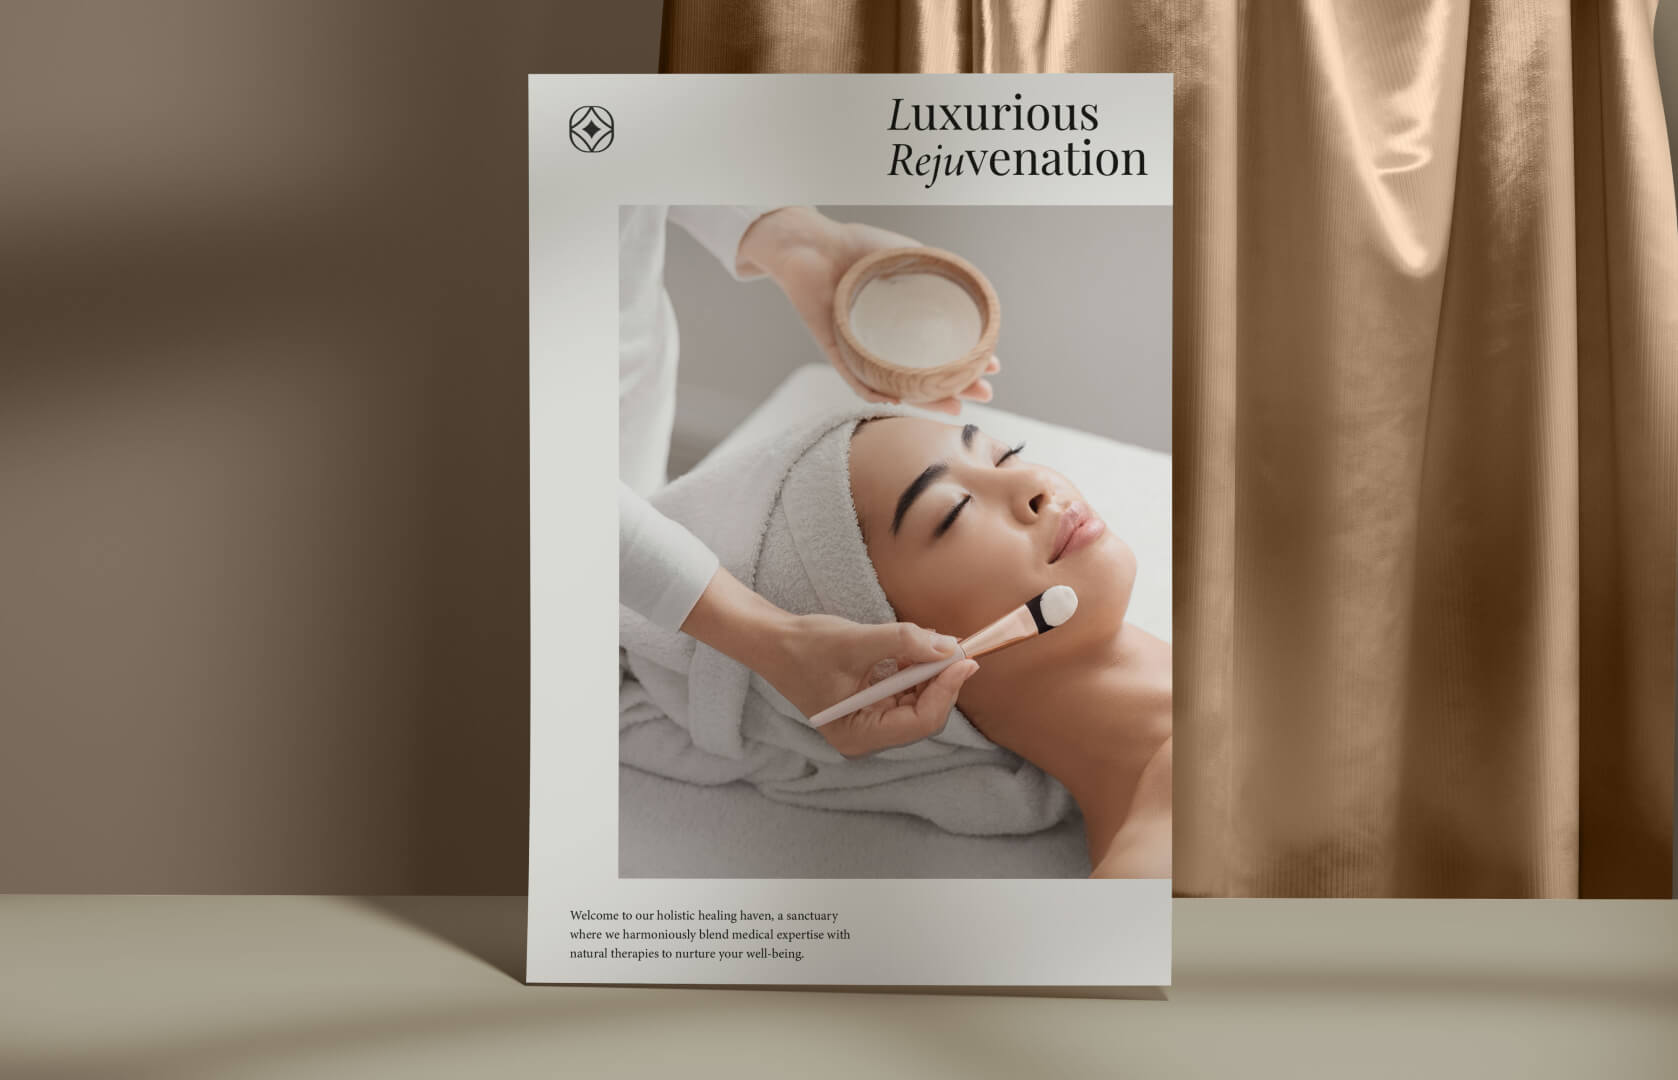 Luxurious
Rejuvenation
Welcome to our holistic healing haven, a sanctuary
where we harmoniously blend medical expertise with
natural therapies to nurture your well-being.